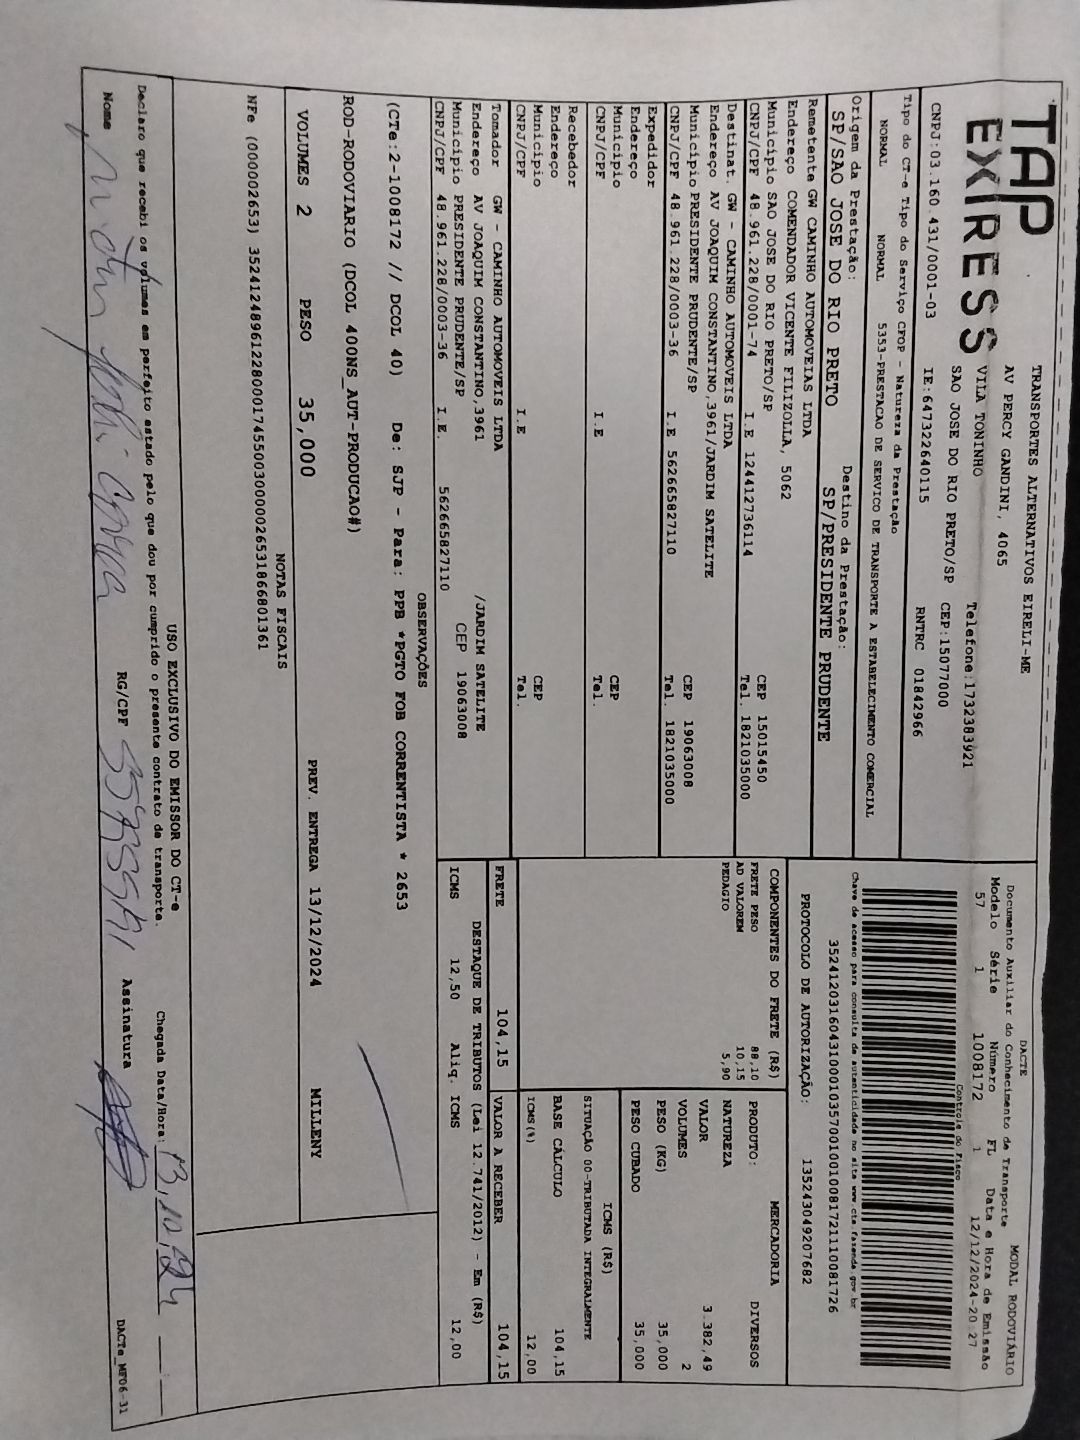 TAP
EXPRESS
TRANSPORTES ALTERNATIVOS EIRELI-ME
AV PERCY GANDINI, 4065
VILA TONINHO Telefone:1732383921
SAO JOSE DO RIO PRETO/SP CEP:15077000
CNPJ:03.160.431/0001-03 IE:647322640115 RNTRC 01842966
Tipo do CT-e Tipo do Serviço CFOP - Natureza da Prestação
NORMAL NORMAL 5353-PRESTACAO DE SERVICO DE TRANSPORTE A ESTABELECIMENTO COMERCIAL
Origem da Prestação: Destino da Prestação:
SP/SAO JOSE DO RIO PRETO SP/PRESIDENTE PRUDENTE
Remetente GW CAMINHO AUTOMOVEIAS LTDA
Endereço COMENDADOR VICENTE FILIZOLLA, 5062
Municipio SAO JOSE DO RIO PRETO/SP CEP 15015450
CNPJ/CPF 48.961.228/0001-74 I.E 124412736114 Tel. 1821035000
Destinat. GW - CAMINHO AUTOMOVEIS LTDA
Endereço AV JOAQUIM CONSTANTINO,3961/JARDIM SATELITE
Municipio PRESIDENTE PRUDENTE/SP CEP 19063008
CNPJ/CPF 48.961.228/0003-36 I.E 562665827110 Tel. 1821035000
Expedidor
Endereço
Municipio CEP
CNPJ/CPF I.E Tel.
Recebedor
Endereço
Municipio CEP
CNPJ/CPF I.E Tel.
Tomador GW - CAMINHO AUTOMOVEIS LTDA
Endereço AV JOAQUIM CONSTANTINO,3961 /JARDIM SATELITE
Municipio PRESIDENTE PRUDENTE/SP CEP 19063008
CNPJ/CPF 48.961.228/0003-36 I.E. 562665827110
DACTE MODAL RODOVIÁRIO
Documento Auxiliar do Conhecimento de Transporte
Modelo Série Número FL Data e Hora de Emissão
57 1 1008172 1 12/12/2024-20:27
Controle do Fisco
Chave de acesso para consulta de autenticidade no site www.cte.fazenda.gov.br
35241203160431000103570010010081721110081726
PROTOCOLO DE AUTORIZAÇÃO: 135243049207682
COMPONENTES DO FRETE (R$)
FRETE PESO 88,10
AD VALOREM 10,15
PEDAGIO 5,90
MERCADORIA
PRODUTO: DIVERSOS
NATUREZA
VALOR 3.382,49
VOLUMES 2
PESO (KG) 35,000
PESO CUBADO 35,000
ICMS (R$)
SITUAÇÃO 00-TRIBUTADA INTEGRALMENTE
BASE CÁLCULO 104,15
ICMS(%) 12,00
FRETE 104,15 VALOR A RECEBER 104,15
DESTAQUE DE TRIBUTOS (Lei 12.741/2012) - Em (R$)
ICMS 12,50 Aliq. ICMS 12,00
OBSERVAÇÕES
(CTe:2-1008172 // DCOL 40) De: SJP - Para: PPB *PGTO FOB CORRENTISTA * 2653
ROD-RODOVIARIO (DCOL 400NS_AUT-PRODUCAO#)
VOLUMES 2 PESO 35,000 PREV. ENTREGA 13/12/2024 MILLENY
NOTAS FISCAIS
NFe (000002653) 35241248961228000174550030000026531866801361
USO EXCLUSIVO DO EMISSOR DO CT-e
Declaro que recebi os volumes em perfeito estado pelo que dou por cumprido o presente contrato de transporte.
Chegada Data/Hora:
Nome RG/CPF Assinatura
DACTe_MF06-31